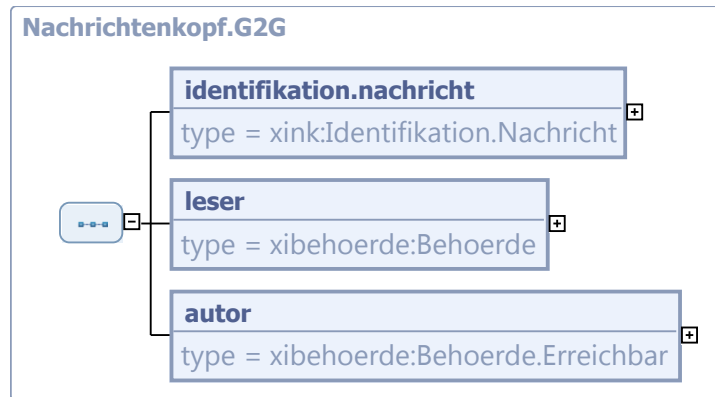 Nachrichtenkopf.G2G
identifikation.nachricht
type = xink:Identifikation.Nachricht
leser
type = xibehoerde:Behoerde
autor
type = xibehoerde:Behoerde.Erreichbar